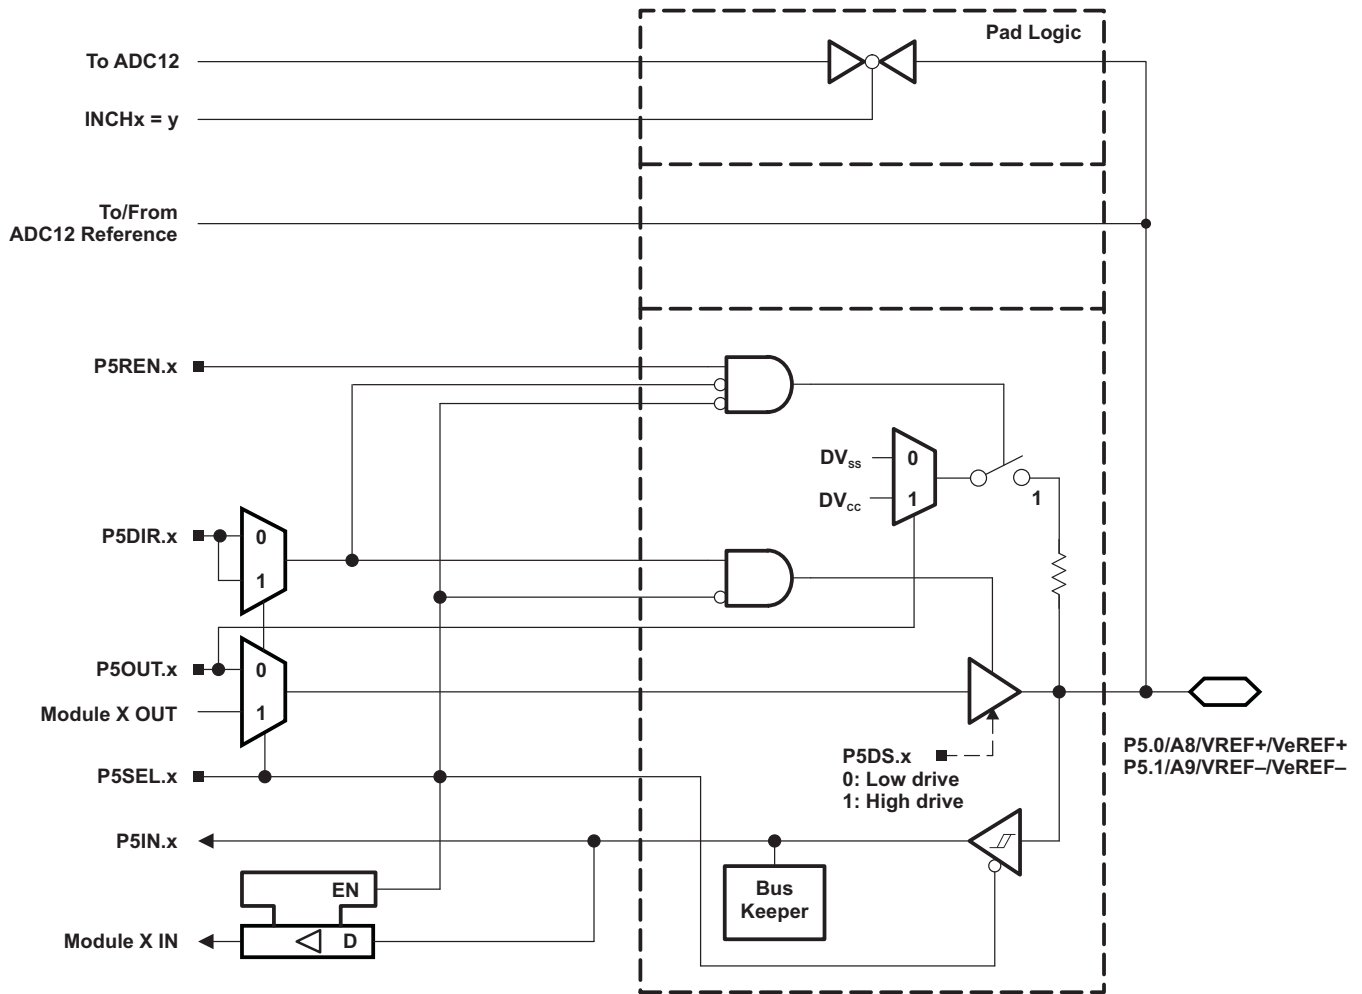 Pad Logic
To ADC12
INCHx = y
To/From
ADC12 Reference
P5REN.x
DVss
0
DVcc
1
1
P5DIR.x
0
1
P5OUT.x
0
Module X OUT
1
P5DS.x
0: Low drive
1: High drive
P5.0/A8/VREF+/VeREF+
P5.1/A9/VREF–/VeREF–
P5SEL.x
P5IN.x
Bus
Keeper
EN
Module X IN
D